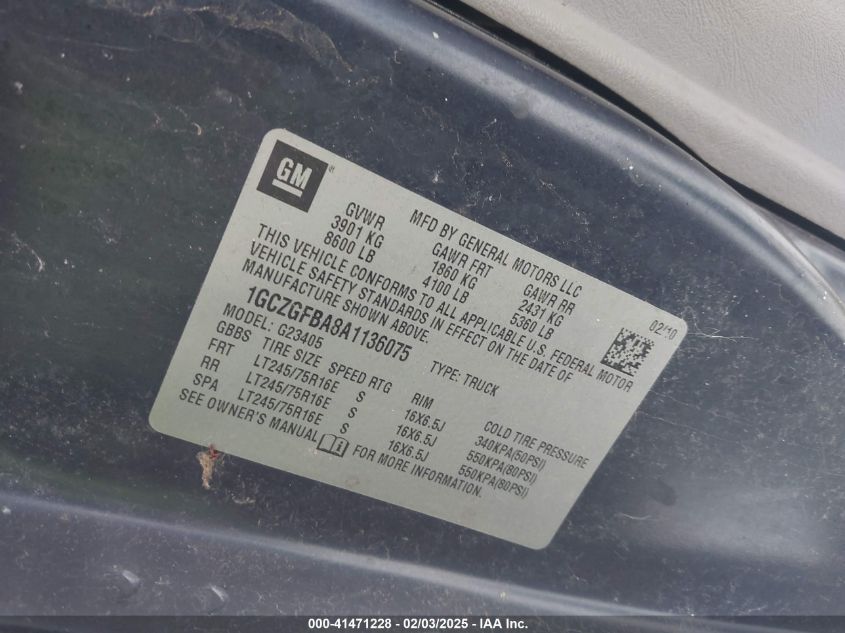 GM ®
MFD BY GENERAL MOTORS LLC 02/10
GVWR GAWR FRT GAWR RR
3901 KG 1860 KG 2431 KG
8600 LB 4100 LB 5360 LB
THIS VEHICLE CONFORMS TO ALL APPLICABLE U.S. FEDERAL MOTOR
VEHICLE SAFETY STANDARDS IN EFFECT ON THE DATE OF
MANUFACTURE SHOWN ABOVE.
1GCZGFBA8A1136075 TYPE: TRUCK
MODEL: G23405
GBBS TIRE SIZE SPEED RTG RIM COLD TIRE PRESSURE
FRT LT245/75R16E S 16X6.5J 340KPA(50PSI)
RR LT245/75R16E S 16X6.5J 550KPA(80PSI)
SPA LT245/75R16E S 16X6.5J 550KPA(80PSI)
SEE OWNER'S MANUAL FOR MORE INFORMATION.
000-41471228 - 02/03/2025 - IAA Inc.